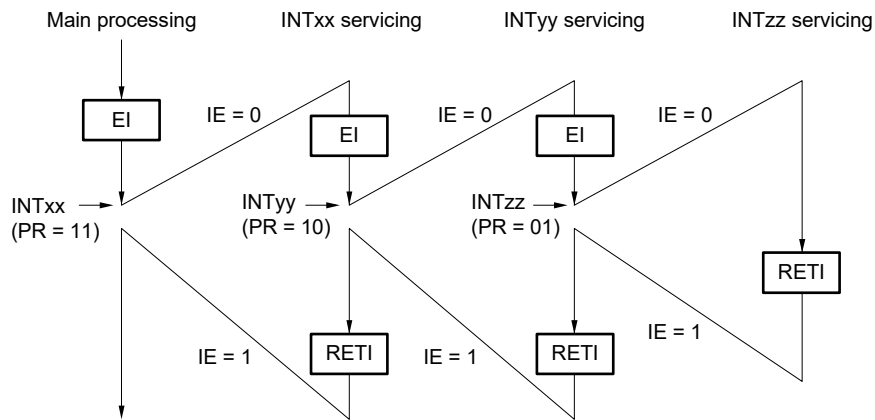 Main processing
INTxx servicing
INTyy servicing
INTzz servicing
EI
IE = 0
EI
IE = 0
EI
IE = 0
INTxx
(PR = 11)
INTyy
(PR = 10)
INTzz
(PR = 01)
RETI
IE = 1
RETI
IE = 1
RETI
IE = 1